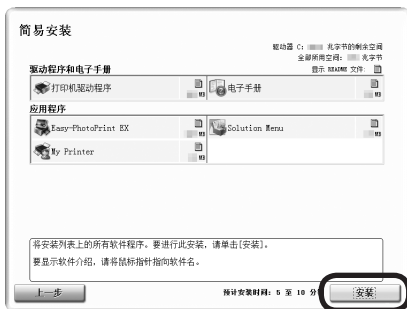 简易安装
驱动器 C: 兆字节的剩余空间
全部所用空间: 兆字节
显示 README 文件:
驱动程序和电子手册
打印机驱动程序 MB
电子手册 MB
应用程序
Easy-PhotoPrint EX MB
Solution Menu MB
My Printer MB
将安装列表上的所有软件程序。要进行此安装，请单击[安装]。
要显示软件介绍，请将鼠标指针指向软件名。
上一步
预计安装时间: 5 至 10 分
安装